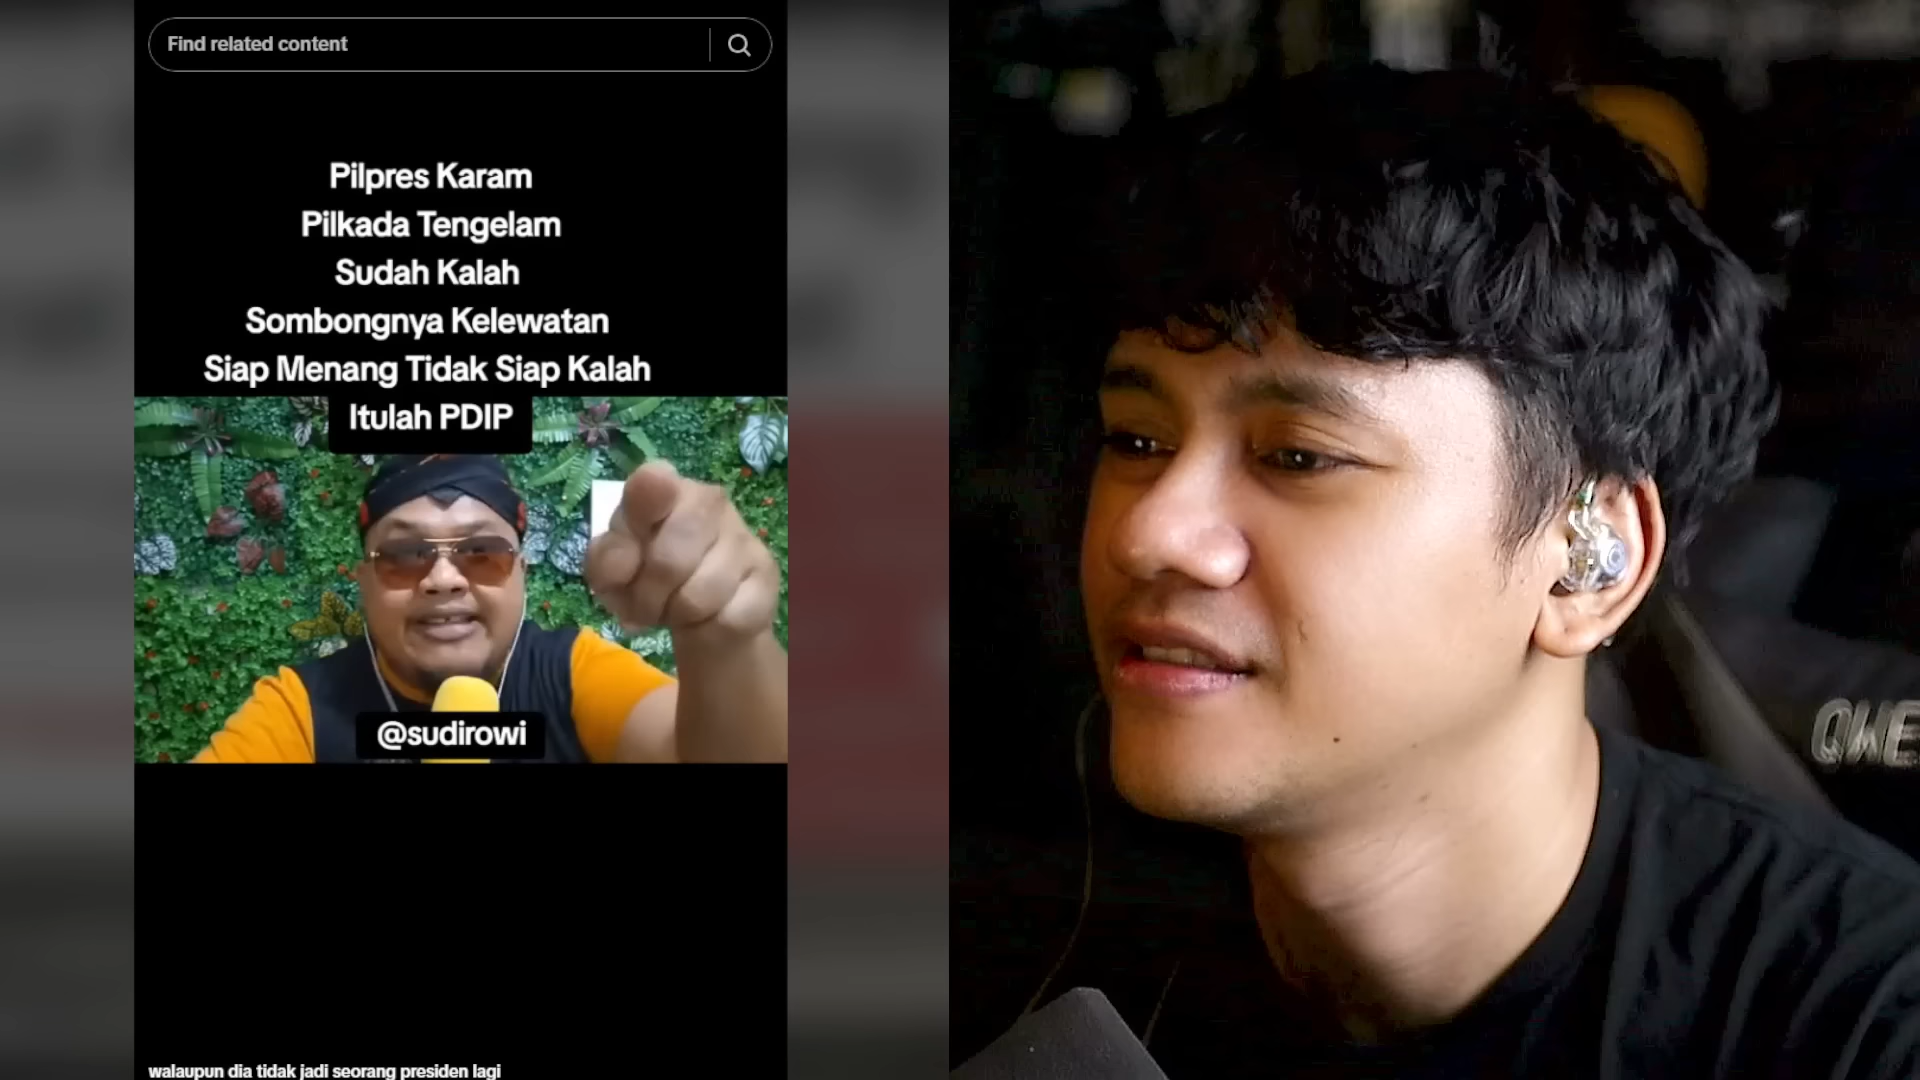 Find related content
Pilpres Karam
Pilkada Tengelam
Sudah Kalah
Sombongnya Kelewatan
Siap Menang Tidak Siap Kalah
Itulah PDIP
@sudirowi
walaupun dia tidak jadi seorang presiden lagi